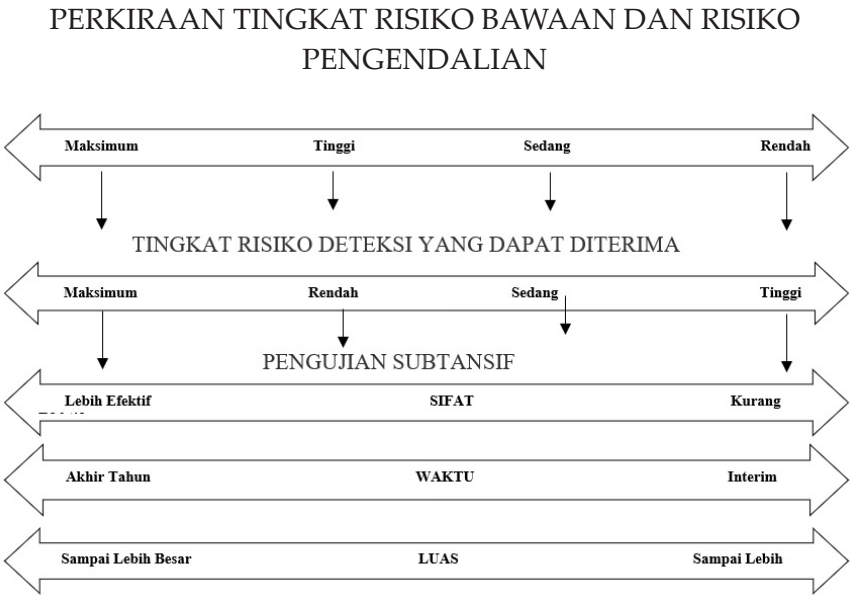 PERKIRAAN TINGKAT RISIKO BAWAAN DAN RISIKO
PENGENDALIAN
Maksimum Tinggi Sedang Rendah
TINGKAT RISIKO DETEKSI YANG DAPAT DITERIMA
Maksimum Rendah Sedang Tinggi
PENGUJIAN SUBTANSIF
Lebih Efektif SIFAT Kurang
Akhir Tahun WAKTU Interim
Sampai Lebih Besar LUAS Sampai Lebih